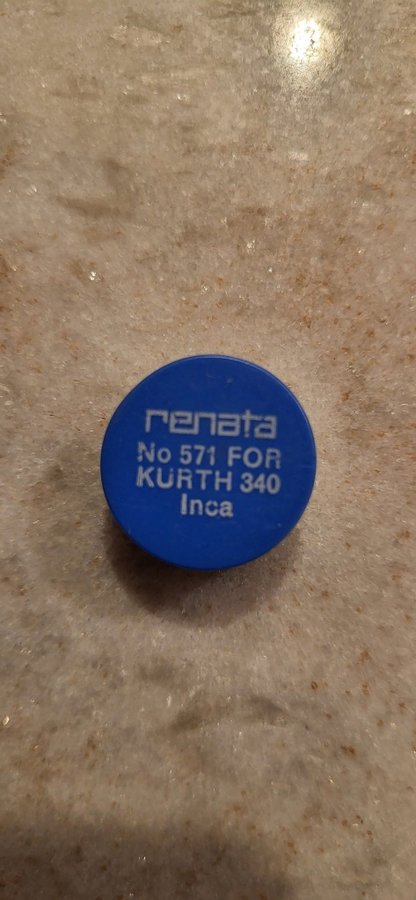 renata
No 571 FOR
KURTH 340
Inca